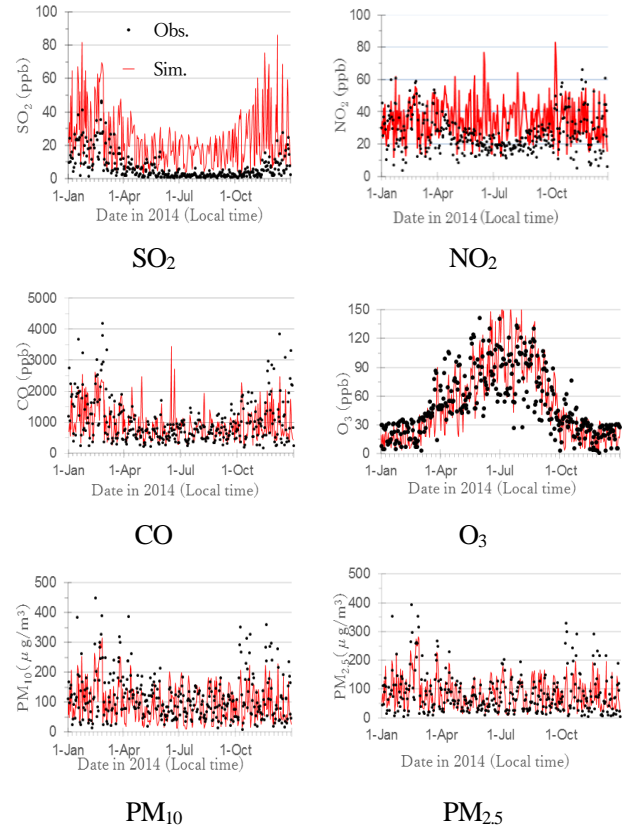 100
80
60
40
20
0
SO₂ (ppb)
Obs.
Sim.
1-Jan 1-Apr 1-Jul 1-Oct
Date in 2014 (Local time)
SO₂
100
80
60
40
20
0
NO₂ (ppb)
1-Jan 1-Apr 1-Jul 1-Oct
Date in 2014 (Local time)
NO₂
5000
4000
3000
2000
1000
0
CO (ppb)
1-Jan 1-Apr 1-Jul 1-Oct
Date in 2014 (Local time)
CO
150
120
90
60
30
0
O₃ (ppb)
1-Jan 1-Apr 1-Jul 1-Oct
Date in 2014 (Local time)
O₃
500
400
300
200
100
0
PM₁₀(μg/m³)
1-Jan 1-Apr 1-Jul 1-Oct
Date in 2014 (Local time)
PM₁₀
500
400
300
200
100
0
PM₂.₅(μg/m³)
1-Jan 1-Apr 1-Jul 1-Oct
Date in 2014 (Local time)
PM₂.₅